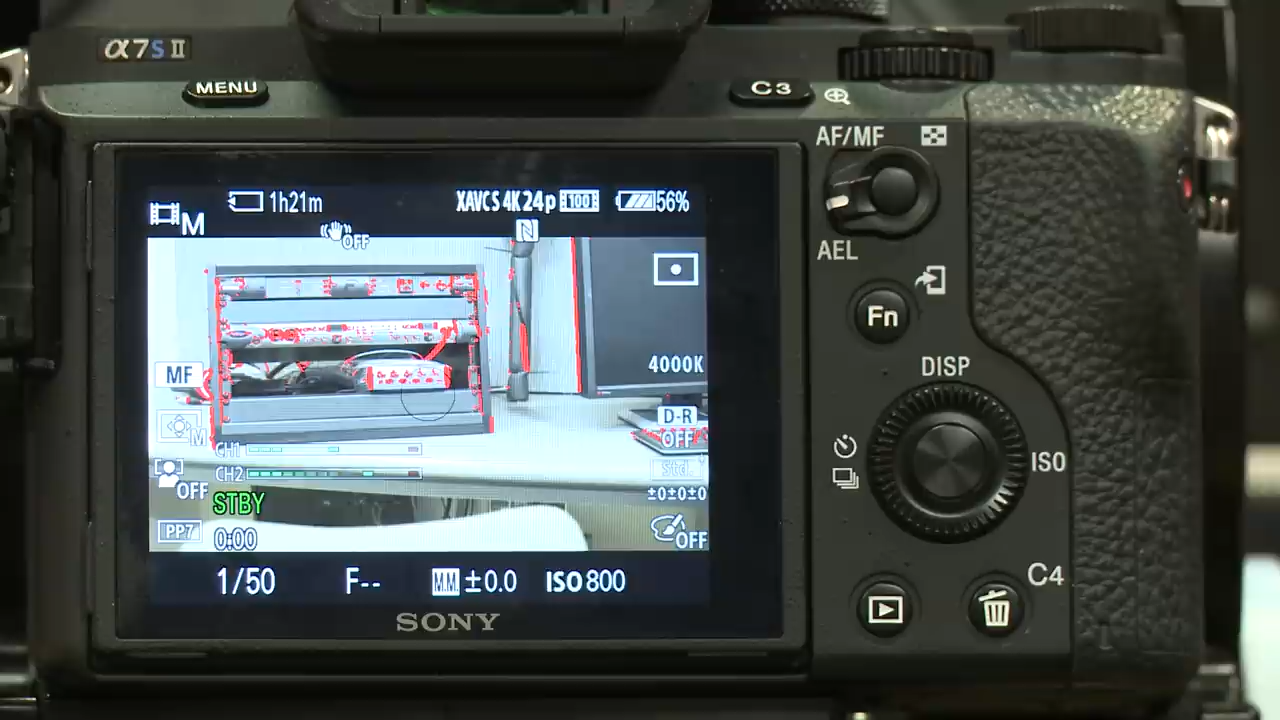 α7SII
MENU
C3
AF/MF
AEL
Fn
DISP
ISO
C4
1h21m
XAVC S 4K 24p 100
56%
M
OFF
N
MF
4000K
D-R
OFF
M
CH1
CH2
Std.
OFF
±0±0±0
STBY
PP7
0:00
OFF
1/50
F--
M.M.
±0.0
ISO 800
SONY